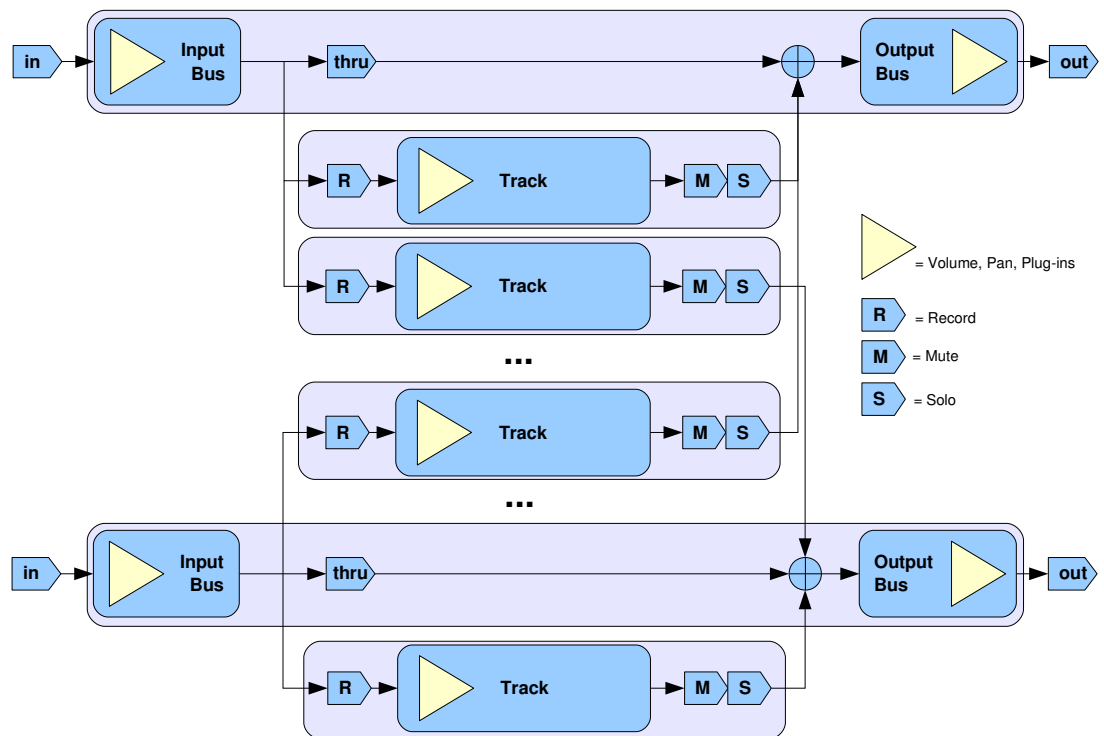 in
Input
Bus
thru
Output
Bus
out
R
Track
M
S
R
Track
M
S
= Volume, Pan, Plug-ins
R
= Record
...
M
= Mute
R
Track
M
S
S
= Solo
...
in
Input
Bus
thru
Output
Bus
out
R
Track
M
S